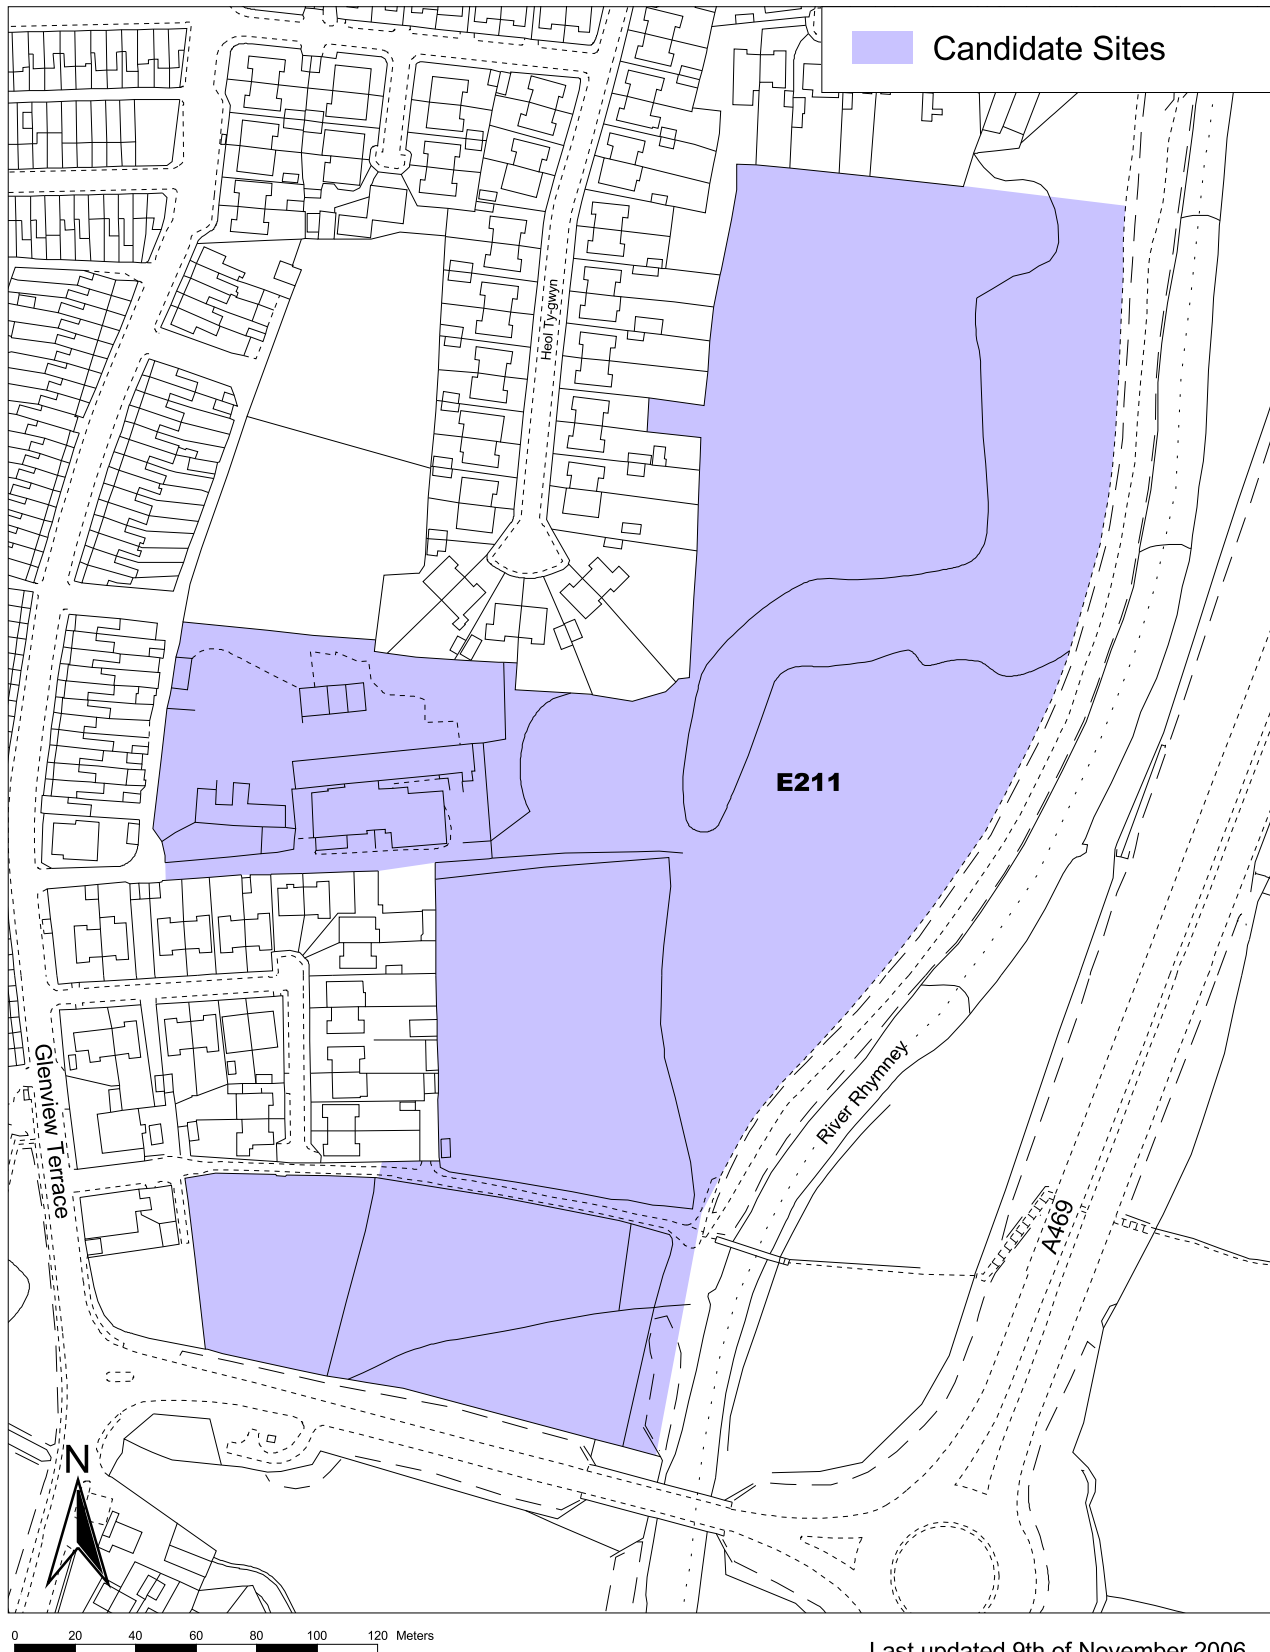 Candidate Sites
Heol Ty-gwyn
E211
River Rhymney
Glenview Terrace
A469
N
0 20 40 60 80 100 120 Meters
Last updated 9th of November 2006